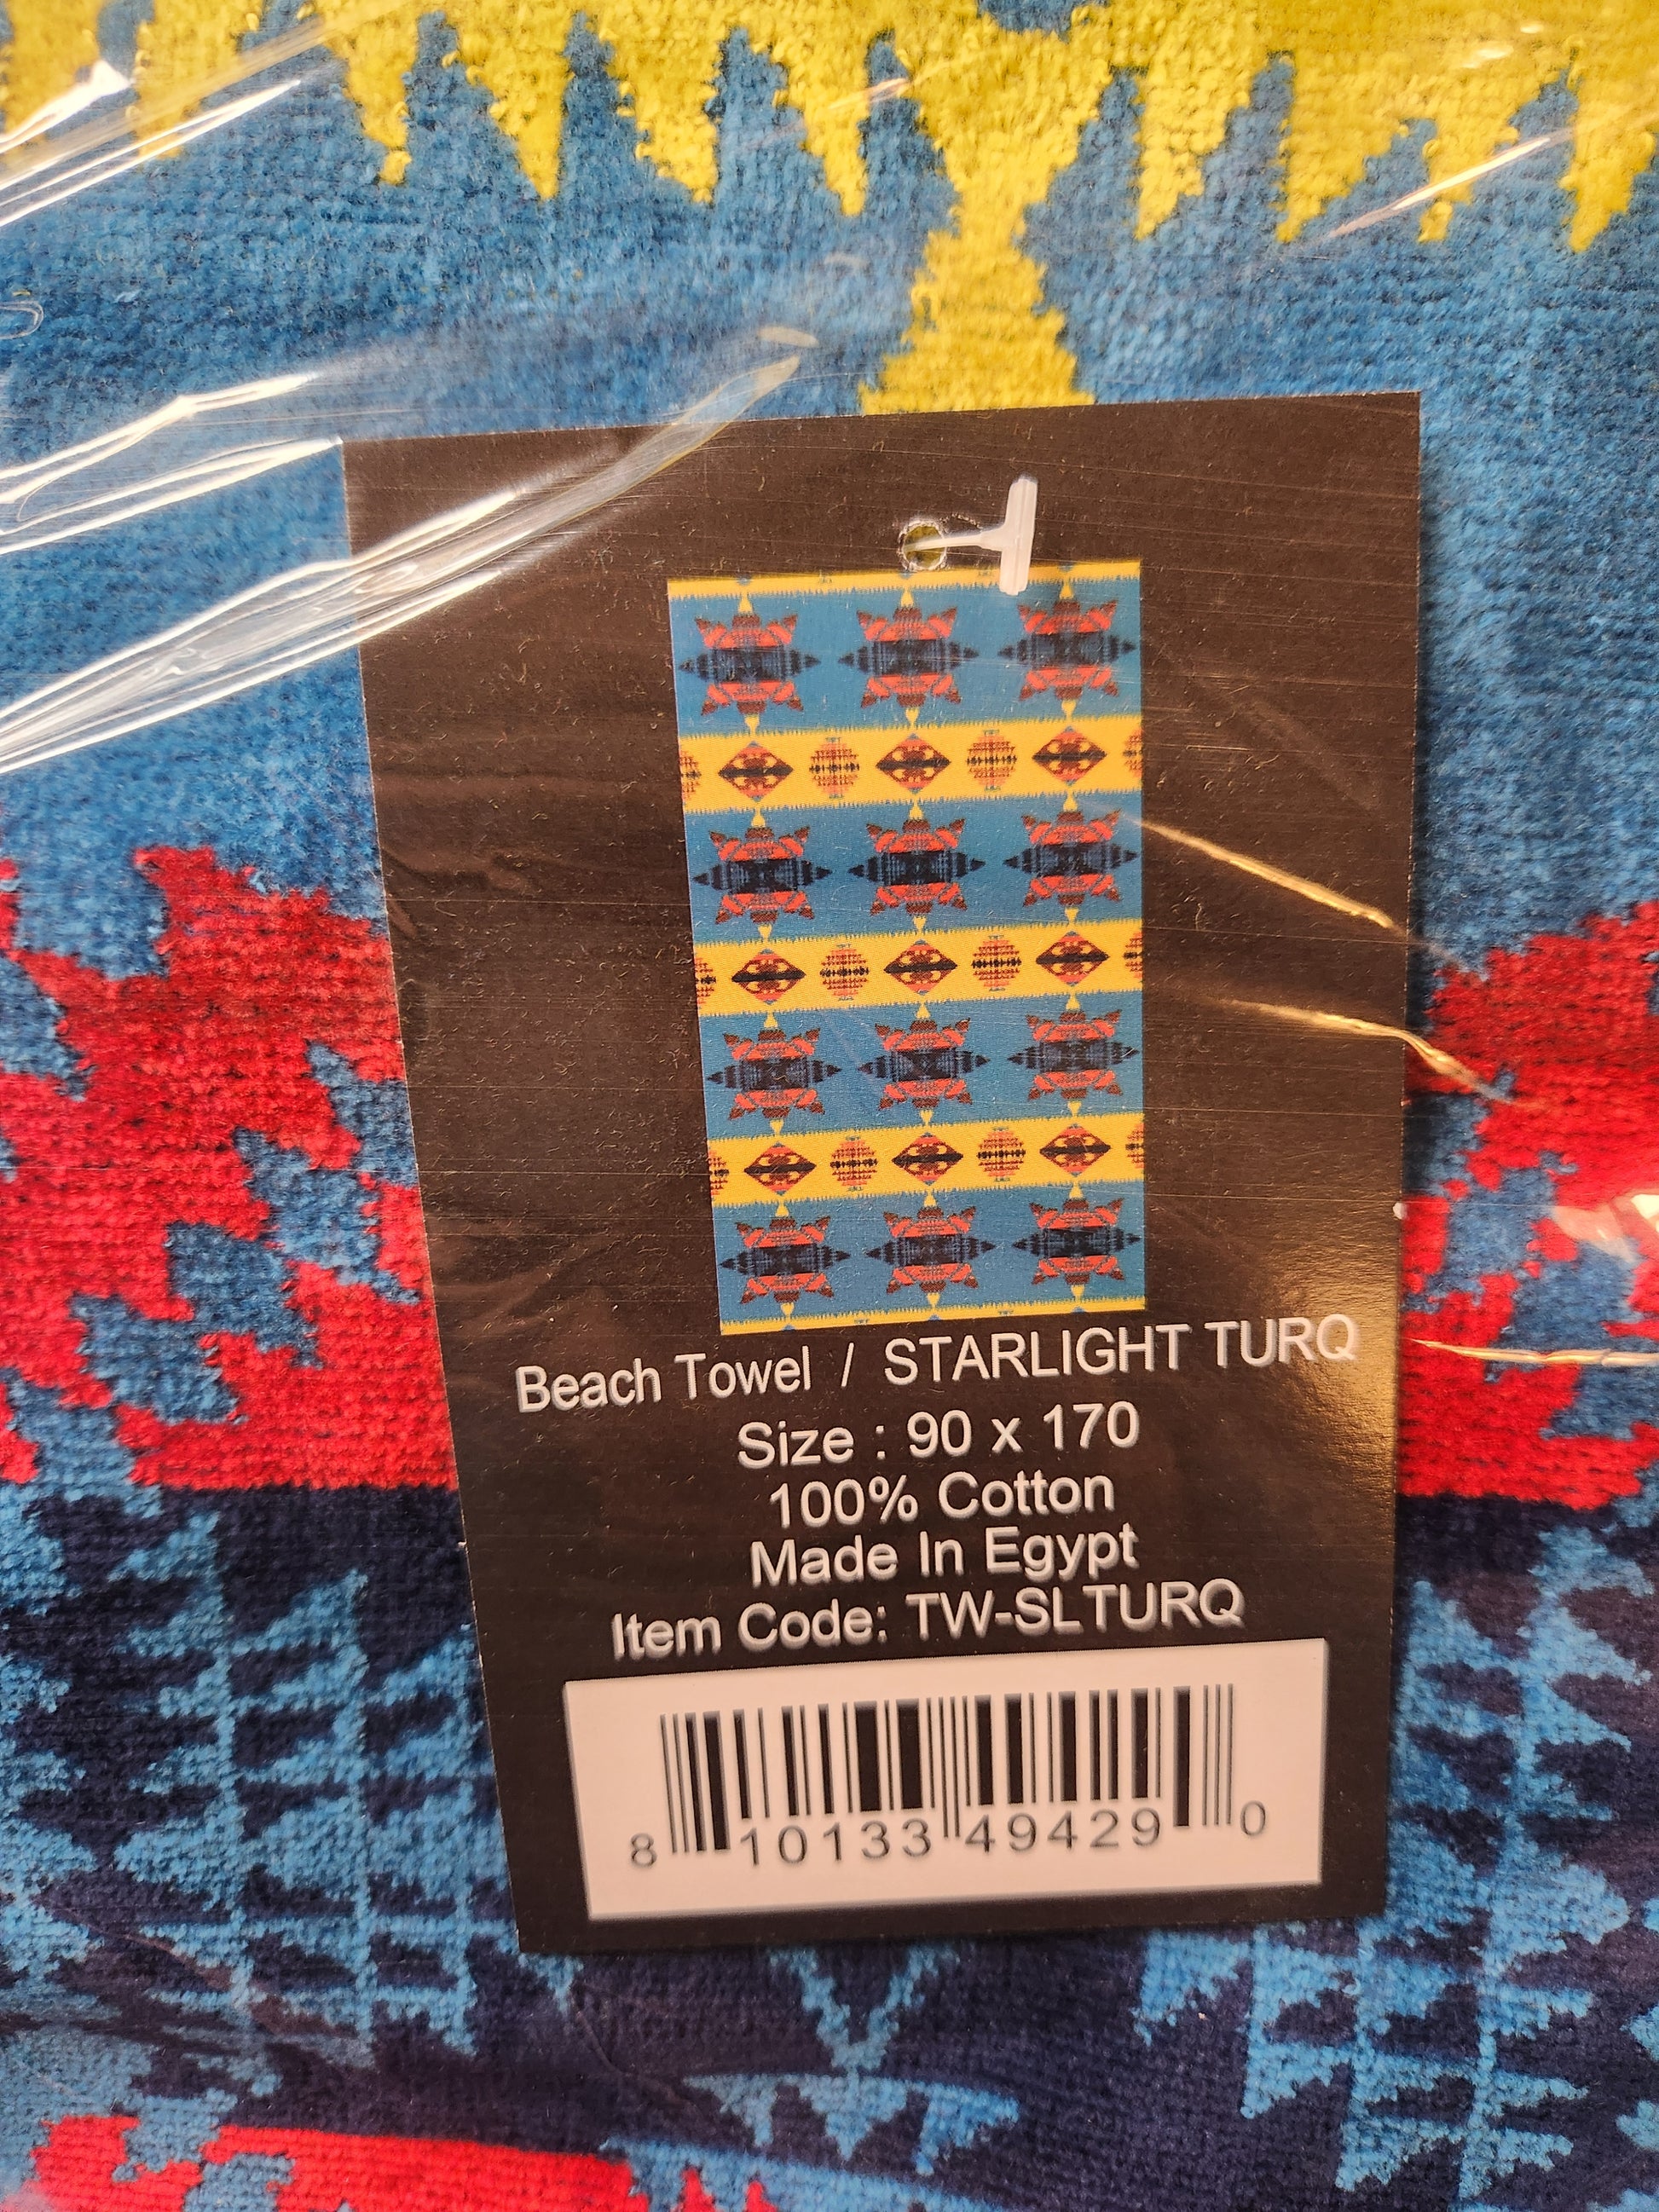 Beach Towel / STARLIGHT TURQ
Size : 90 x 170
100% Cotton
Made In Egypt
Item Code: TW-SLTURQ
8 10133 49429 0